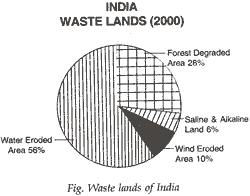 INDIA
WASTE LANDS (2000)
Forest Degraded
Area 28%
Saline & Alkaline
Land 6%
Wind Eroded
Area 10%
Water Eroded
Area 56%
Fig. Waste lands of India